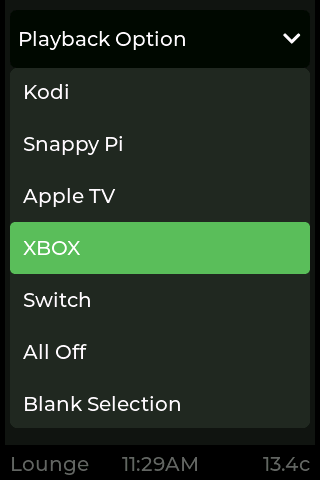 Playback Option
Kodi
Snappy Pi
Apple TV
XBOX
Switch
All Off
Blank Selection
Lounge 11:29AM 13.4c